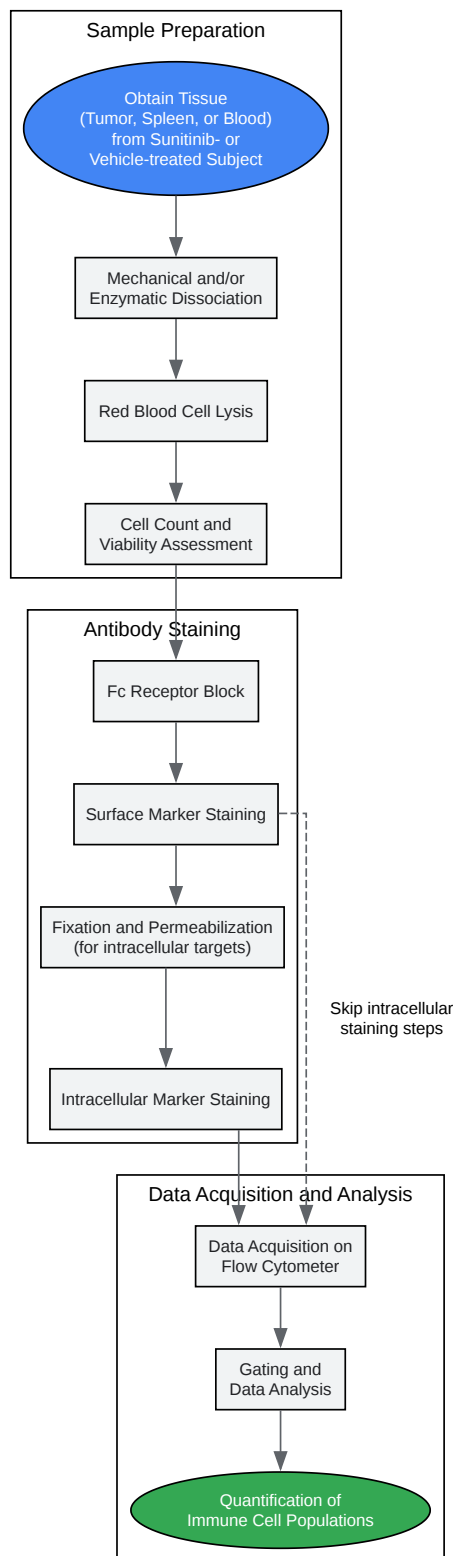 Sample Preparation
Obtain Tissue
(Tumor, Spleen, or Blood)
from Sunitinib- or
Vehicle-treated Subject
Mechanical and/or
Enzymatic Dissociation
Red Blood Cell Lysis
Cell Count and
Viability Assessment
Antibody Staining
Fc Receptor Block
Surface Marker Staining
Fixation and Permeabilization
(for intracellular targets)
Skip intracellular
staining steps
Intracellular Marker Staining
Data Acquisition and Analysis
Data Acquisition on
Flow Cytometer
Gating and
Data Analysis
Quantification of
Immune Cell Populations